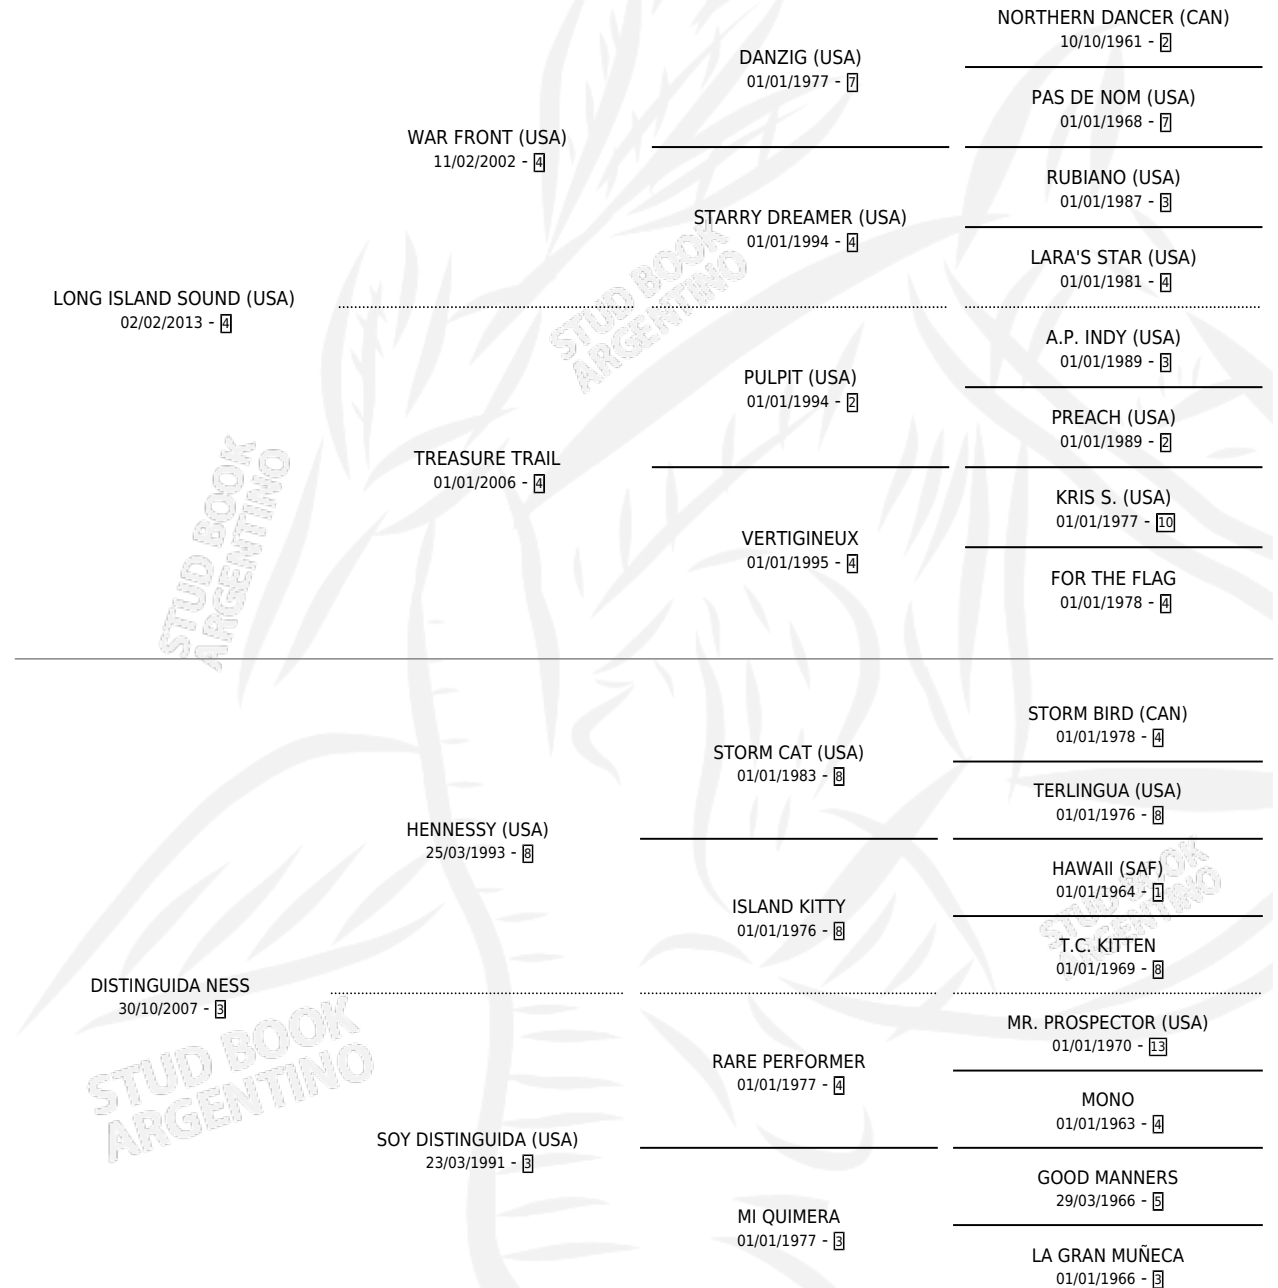 NORTHERN DANCER (CAN)
10/10/1961 - 2
DANZIG (USA)
01/01/1977 - 7
PAS DE NOM (USA)
01/01/1968 - 7
WAR FRONT (USA)
11/02/2002 - 4
RUBIANO (USA)
01/01/1987 - 3
STARRY DREAMER (USA)
01/01/1994 - 4
LARA'S STAR (USA)
01/01/1981 - 4
LONG ISLAND SOUND (USA)
02/02/2013 - 4
A.P. INDY (USA)
01/01/1989 - 3
PULPIT (USA)
01/01/1994 - 2
PREACH (USA)
01/01/1989 - 2
TREASURE TRAIL
01/01/2006 - 4
KRIS S. (USA)
01/01/1977 - 10
VERTIGINEUX
01/01/1995 - 4
FOR THE FLAG
01/01/1978 - 4
STORM BIRD (CAN)
01/01/1978 - 4
STORM CAT (USA)
01/01/1983 - 8
TERLINGUA (USA)
01/01/1976 - 8
HENNESSY (USA)
25/03/1993 - 8
HAWAII (SAF)
01/01/1964 - 1
ISLAND KITTY
01/01/1976 - 8
T.C. KITTEN
01/01/1969 - 8
DISTINGUIDA NESS
30/10/2007 - 3
MR. PROSPECTOR (USA)
01/01/1970 - 13
RARE PERFORMER
01/01/1977 - 4
MONO
01/01/1963 - 4
SOY DISTINGUIDA (USA)
23/03/1991 - 3
GOOD MANNERS
29/03/1966 - 5
MI QUIMERA
01/01/1977 - 3
LA GRAN MUÑECA
01/01/1966 - 3
STUD BOOK
ARGENTINO
STUD BOOK
ARGENTINO
STUD BOOK
ARGENTINO
STUD BOOK
ARGENTINO